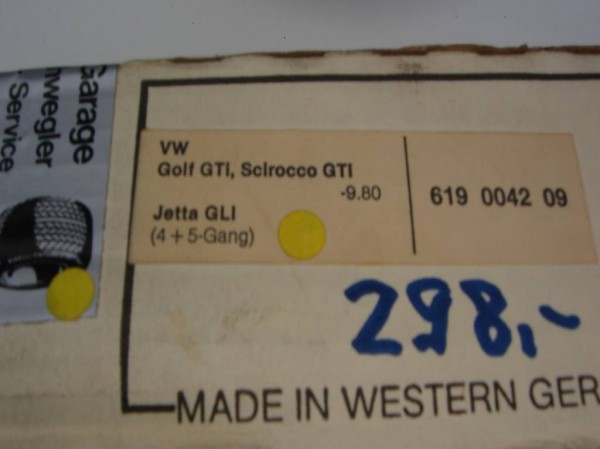 Garage
nwegler
Service
VW
Golf GTI, Scirocco GTI
-9.80
Jetta GLI
(4 + 5-Gang)
619 0042 09
298,-
MADE IN WESTERN GER